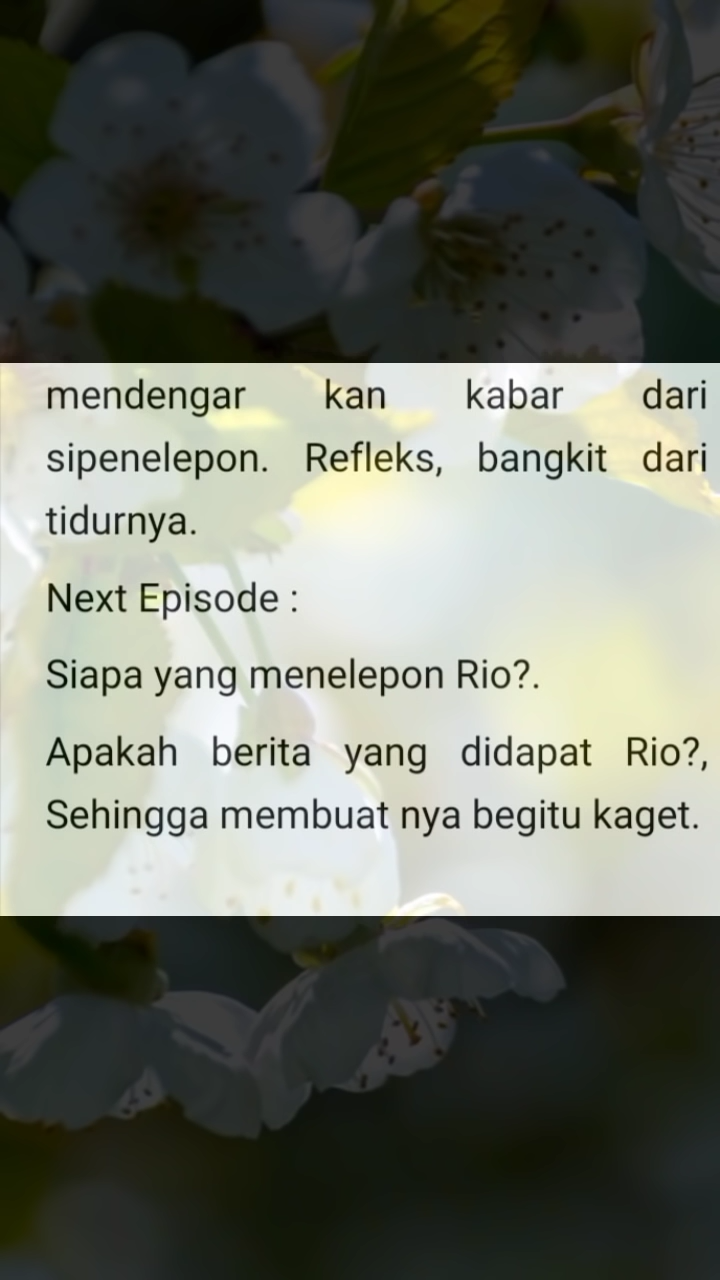 mendengar kan kabar dari
sipenelepon. Refleks, bangkit dari
tidurnya.
Next Episode :
Siapa yang menelepon Rio?.
Apakah berita yang didapat Rio?,
Sehingga membuat nya begitu kaget.